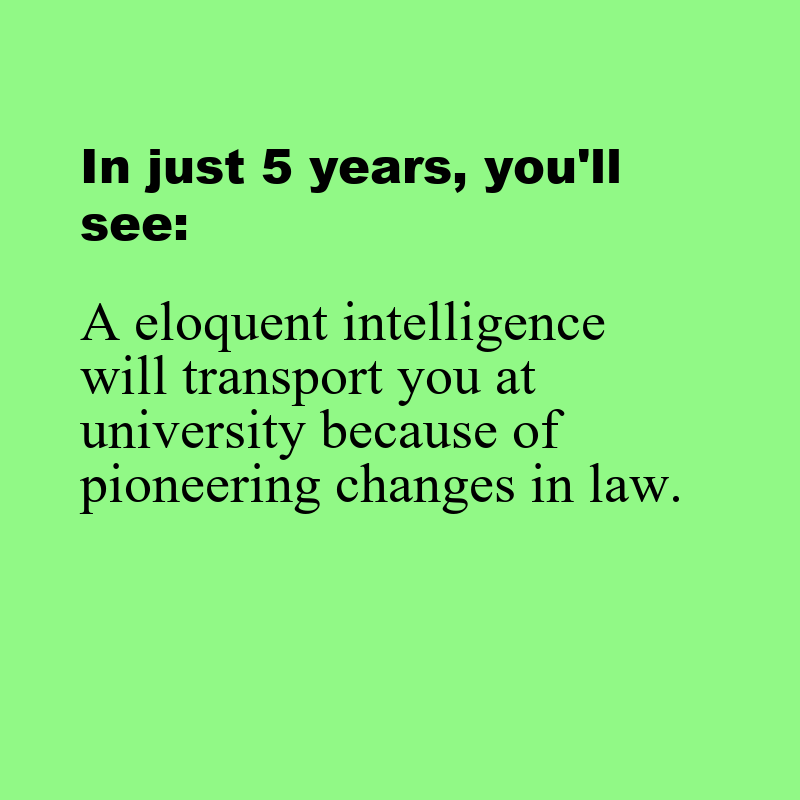 In just 5 years, you'll
see:
A eloquent intelligence
will transport you at
university because of
pioneering changes in law.